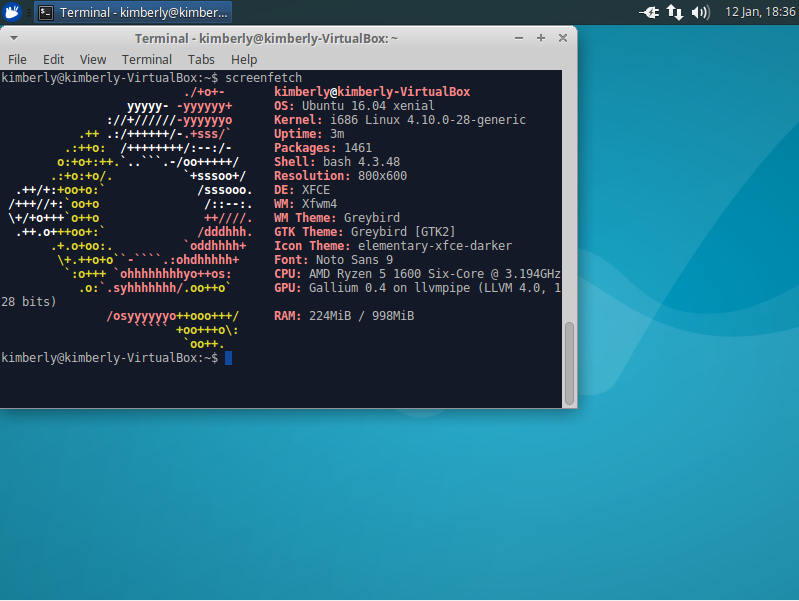 Terminal - kimberly@kimber...
12 Jan, 18:36
Terminal - kimberly@kimberly-VirtualBox: ~
File Edit View Terminal Tabs Help
kimberly@kimberly-VirtualBox:~$ screenfetch
./+o+- kimberly@kimberly-VirtualBox
yyyyy- -yyyyyy+ OS: Ubuntu 16.04 xenial
://+//////-yyyyyyo Kernel: i686 Linux 4.10.0-28-generic
.++ .:/++++++/-.+sss/` Uptime: 3m
.:++o: /++++++++/:--:/- Packages: 1461
o:+o+:++.`..```.-/oo+++++/ Shell: bash 4.3.48
.:+o:+o/. `+sssoo+/ Resolution: 800x600
.++/+:+oo+o:` /sssooo. DE: XFCE
/+++//+:`oo+o /::--:. WM: Xfwm4
\+/+o+++`o++o ++////. WM Theme: Greybird
.++.o+++oo+:` /dddhhh. GTK Theme: Greybird [GTK2]
.+.o+oo:. `oddhhhh+ Icon Theme: elementary-xfce-darker
\+.++o+o``-````.:ohdhhhhh+ Font: Noto Sans 9
`:o+++ `ohhhhhhhhyo++os: CPU: AMD Ryzen 5 1600 Six-Core @ 3.194GHz
.o:`.syhhhhhhh/.oo++o` GPU: Gallium 0.4 on llvmpipe (LLVM 4.0, 1
28 bits)
/osyyyyyyo++ooo+++/ RAM: 224MiB / 998MiB
````` +oo+++o\:
`oo++.
kimberly@kimberly-VirtualBox:~$